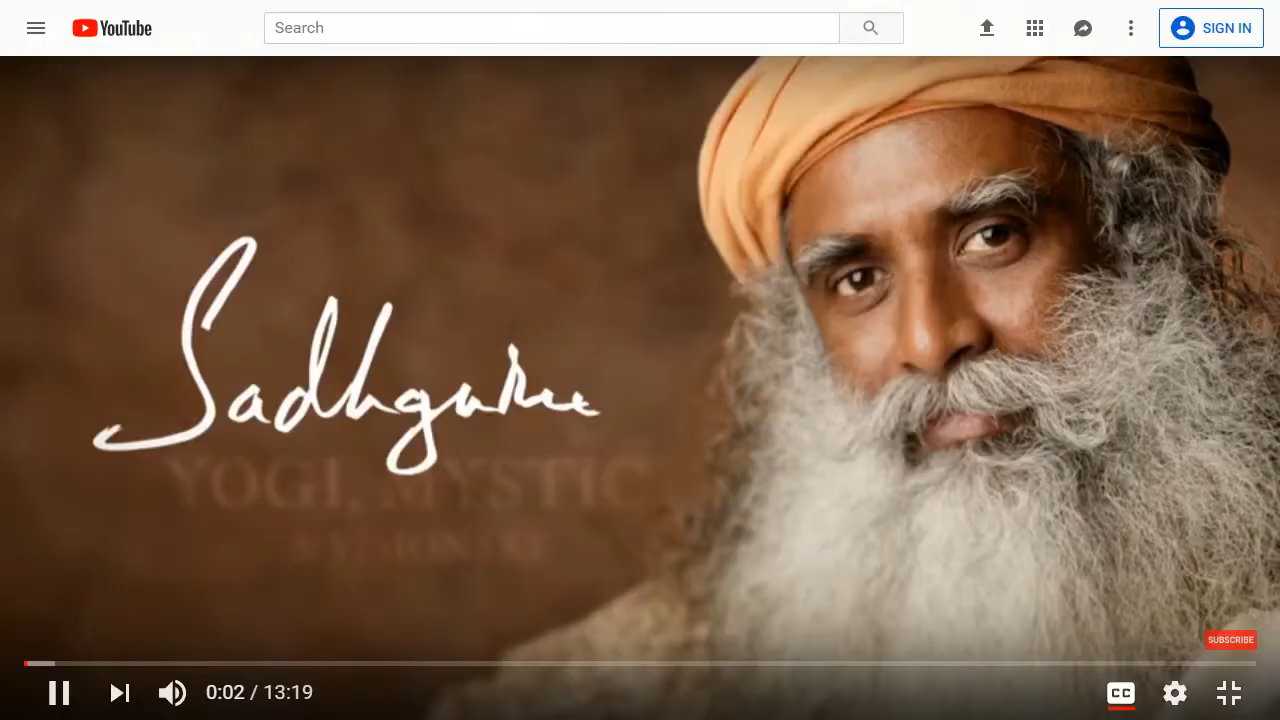 YouTube
Search
SIGN IN
Sadhguru
YOGI, MYSTIC
SUBSCRIBE
0:02 / 13:19
CC